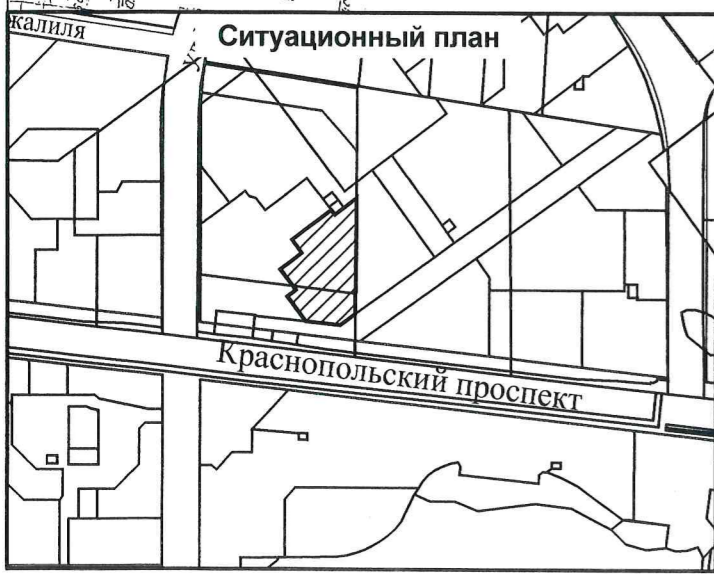 Ситуационный план
жалиля
Краснопольский проспект